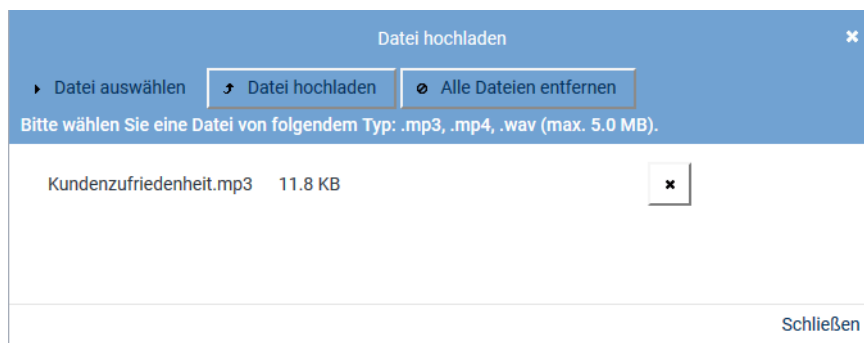 Datei hochladen
Datei auswählen Datei hochladen Alle Dateien entfernen
Bitte wählen Sie eine Datei von folgendem Typ: .mp3, .mp4, .wav (max. 5.0 MB).
Kundenzufriedenheit.mp3 11.8 KB
Schließen